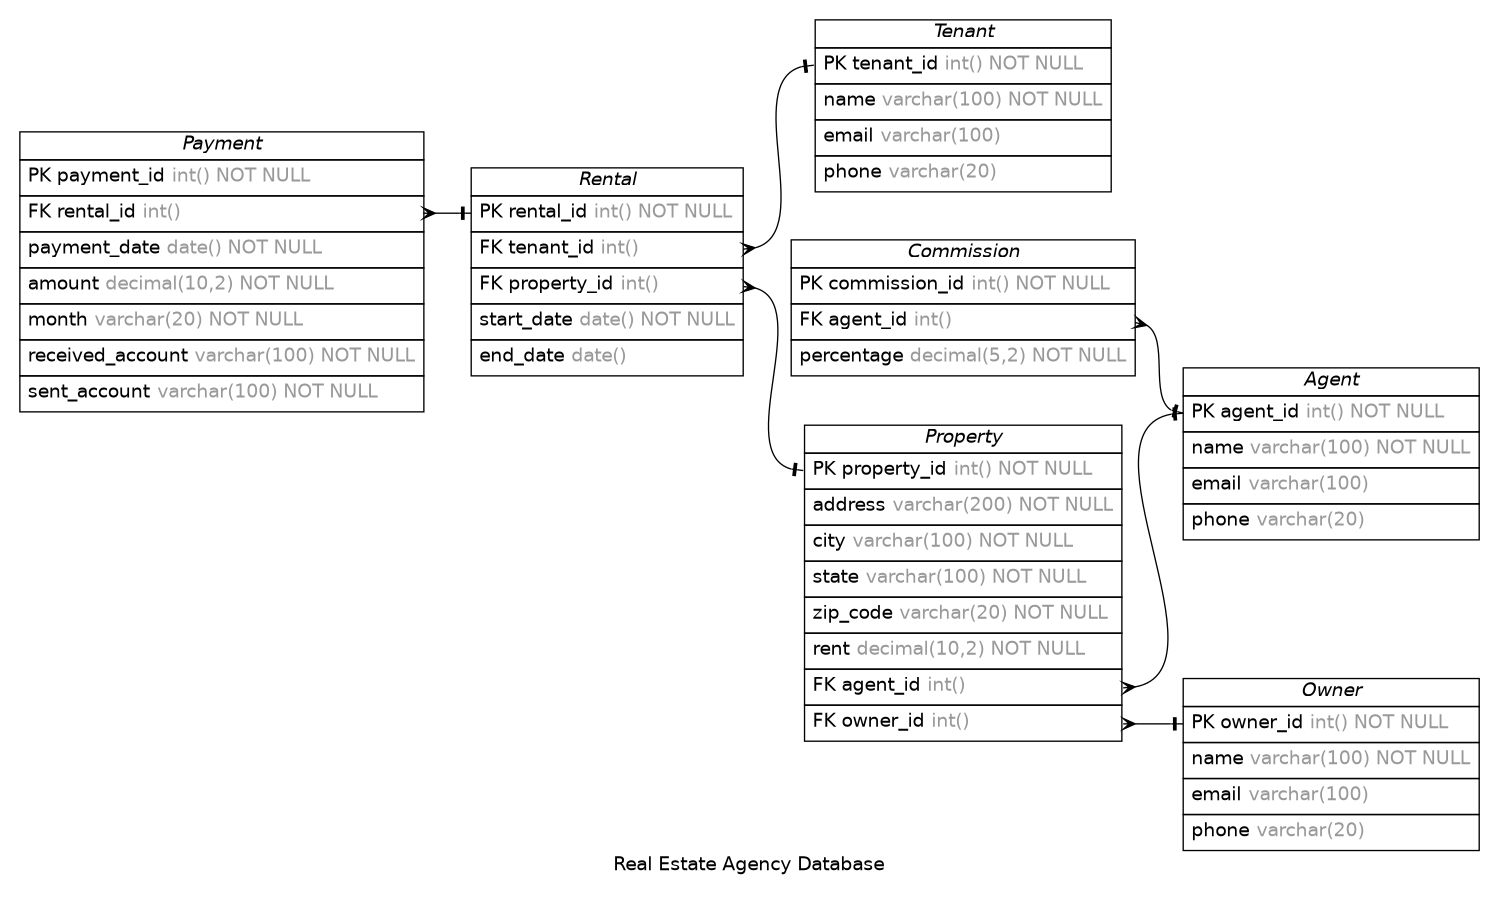 Tenant
PK tenant_id int() NOT NULL
name varchar(100) NOT NULL
email varchar(100)
phone varchar(20)
Payment
PK payment_id int() NOT NULL
FK rental_id int()
payment_date date() NOT NULL
amount decimal(10,2) NOT NULL
month varchar(20) NOT NULL
received_account varchar(100) NOT NULL
sent_account varchar(100) NOT NULL
Rental
PK rental_id int() NOT NULL
FK tenant_id int()
FK property_id int()
start_date date() NOT NULL
end_date date()
Commission
PK commission_id int() NOT NULL
FK agent_id int()
percentage decimal(5,2) NOT NULL
Agent
PK agent_id int() NOT NULL
name varchar(100) NOT NULL
email varchar(100)
phone varchar(20)
Property
PK property_id int() NOT NULL
address varchar(200) NOT NULL
city varchar(100) NOT NULL
state varchar(100) NOT NULL
zip_code varchar(20) NOT NULL
rent decimal(10,2) NOT NULL
FK agent_id int()
FK owner_id int()
Owner
PK owner_id int() NOT NULL
name varchar(100) NOT NULL
email varchar(100)
phone varchar(20)
Real Estate Agency Database